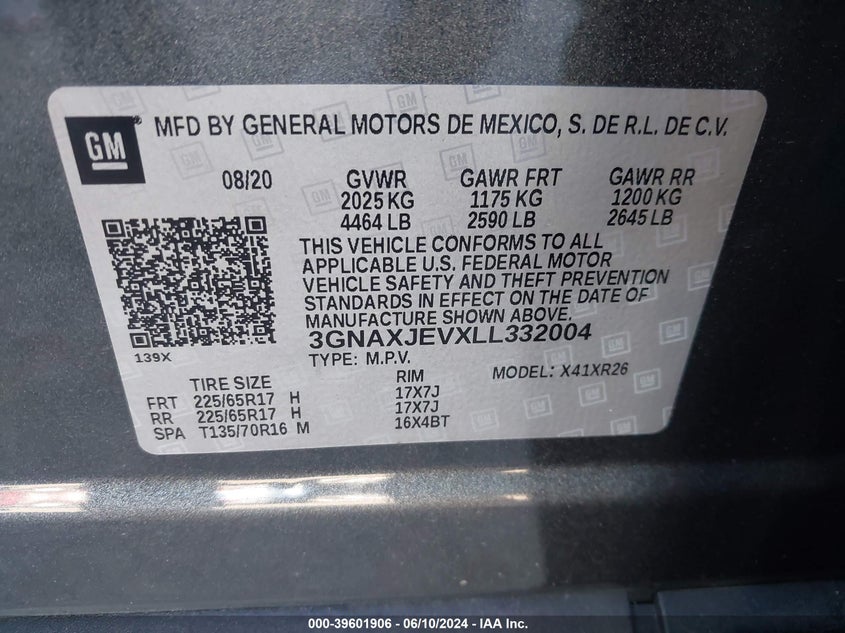 GM
MFD BY GENERAL MOTORS DE MEXICO, S. DE R.L. DE C.V.
08/20 GVWR GAWR FRT GAWR RR
2025 KG 1175 KG 1200 KG
4464 LB 2590 LB 2645 LB
THIS VEHICLE CONFORMS TO ALL
APPLICABLE U.S. FEDERAL MOTOR
VEHICLE SAFETY AND THEFT PREVENTION
STANDARDS IN EFFECT ON THE DATE OF
MANUFACTURE SHOWN ABOVE.
139X
3GNAXJEVXLL332004
TYPE: M.P.V. MODEL: X41XR26
TIRE SIZE RIM
FRT 225/65R17 H 17X7J
RR 225/65R17 H 17X7J
SPA T135/70R16 M 16X4BT
000-39601906 - 06/10/2024 - IAA Inc.